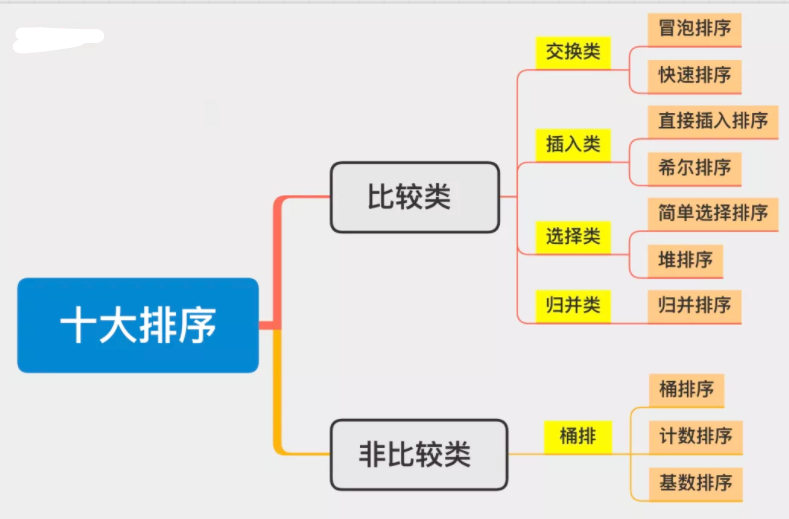 十大排序
比较类
交换类
冒泡排序
快速排序
插入类
直接插入排序
希尔排序
选择类
简单选择排序
堆排序
归并类
归并排序
非比较类
桶排
桶排序
计数排序
基数排序